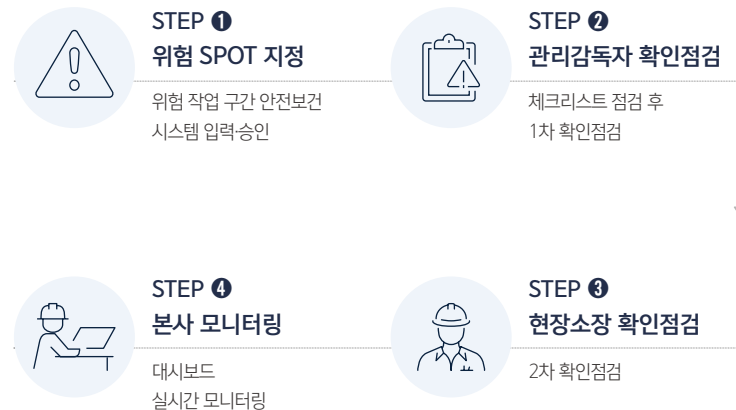 STEP ❶
위험 SPOT 지정
위험 작업 구간 안전보건
시스템 입력·승인
STEP ❷
관리감독자 확인점검
체크리스트 점검 후
1차 확인점검
STEP ❸
현장소장 확인점검
2차 확인점검
STEP ❹
본사 모니터링
대시보드
실시간 모니터링